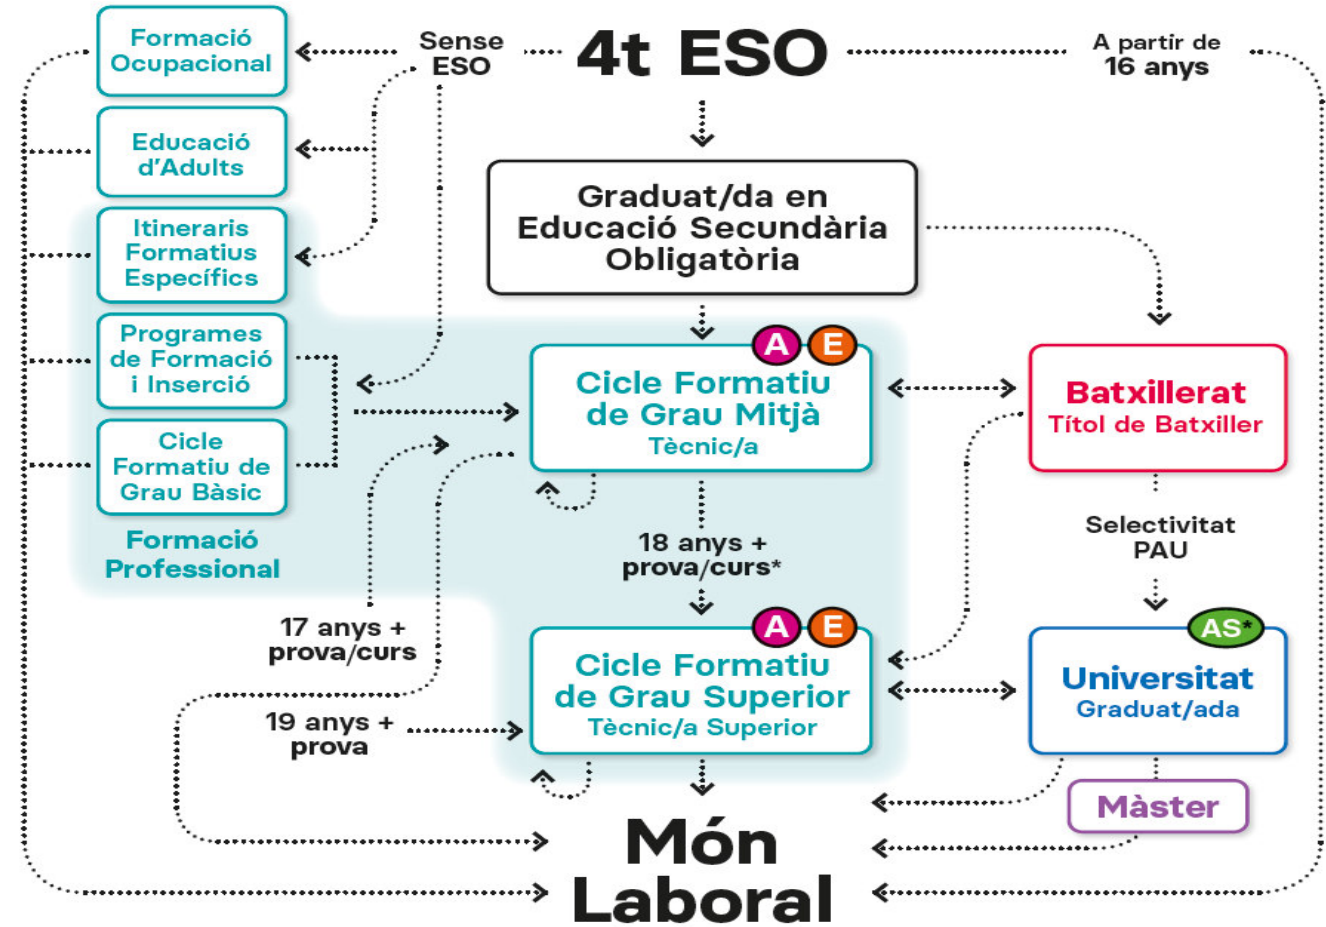 4t ESO
Sense
ESO
A partir de
16 anys
Formació
Ocupacional
Educació
d'Adults
Itineraris
Formatius
Específics
Programes
de Formació
i Inserció
Cicle
Formatiu de
Grau Bàsic
Formació
Professional
Graduat/da en
Educació Secundària
Obligatòria
A E
Cicle Formatiu
de Grau Mitjà
Tècnic/a
Batxillerat
Títol de Batxiller
18 anys +
prova/curs*
Selectivitat
PAU
17 anys +
prova/curs
19 anys +
prova
A E
Cicle Formatiu
de Grau Superior
Tècnic/a Superior
AS*
Universitat
Graduat/ada
Màster
Món
Laboral